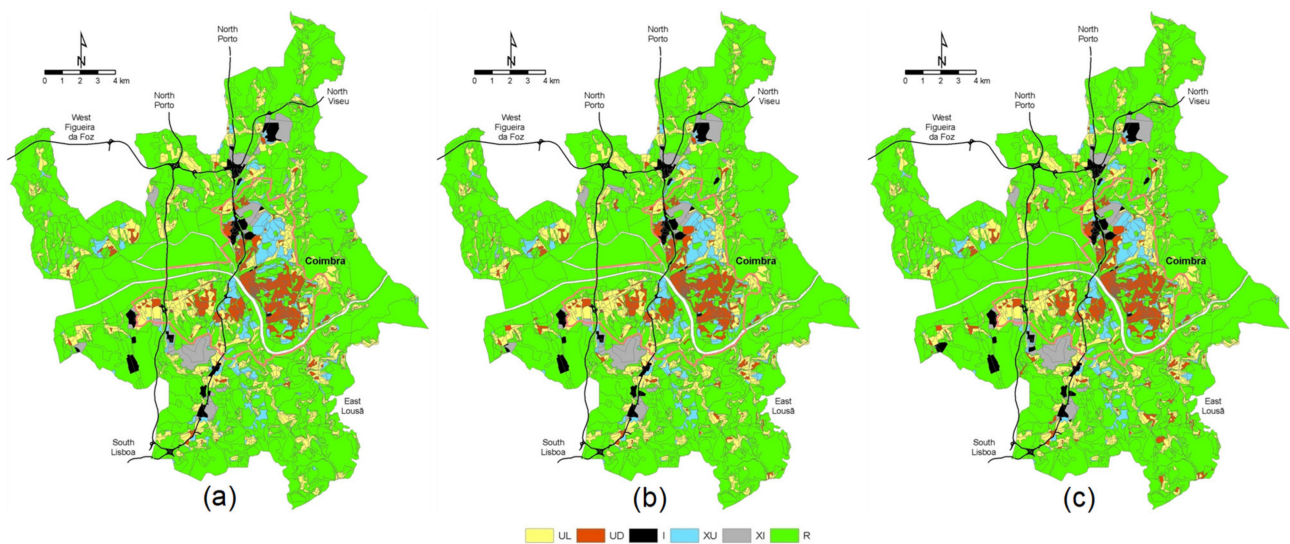 North
Porto
N
0 1 2 3 4 km
North
Porto
North
Viseu
West
Figueira
da Foz
Coimbra
East
Lousã
South
Lisboa
(a)
North
Porto
N
0 1 2 3 4 km
North
Porto
North
Viseu
West
Figueira
da Foz
Coimbra
East
Lousã
South
Lisboa
(b)
North
Porto
N
0 1 2 3 4 km
North
Porto
North
Viseu
West
Figueira
da Foz
Coimbra
East
Lousã
South
Lisboa
(c)
UL UD I XU XI R